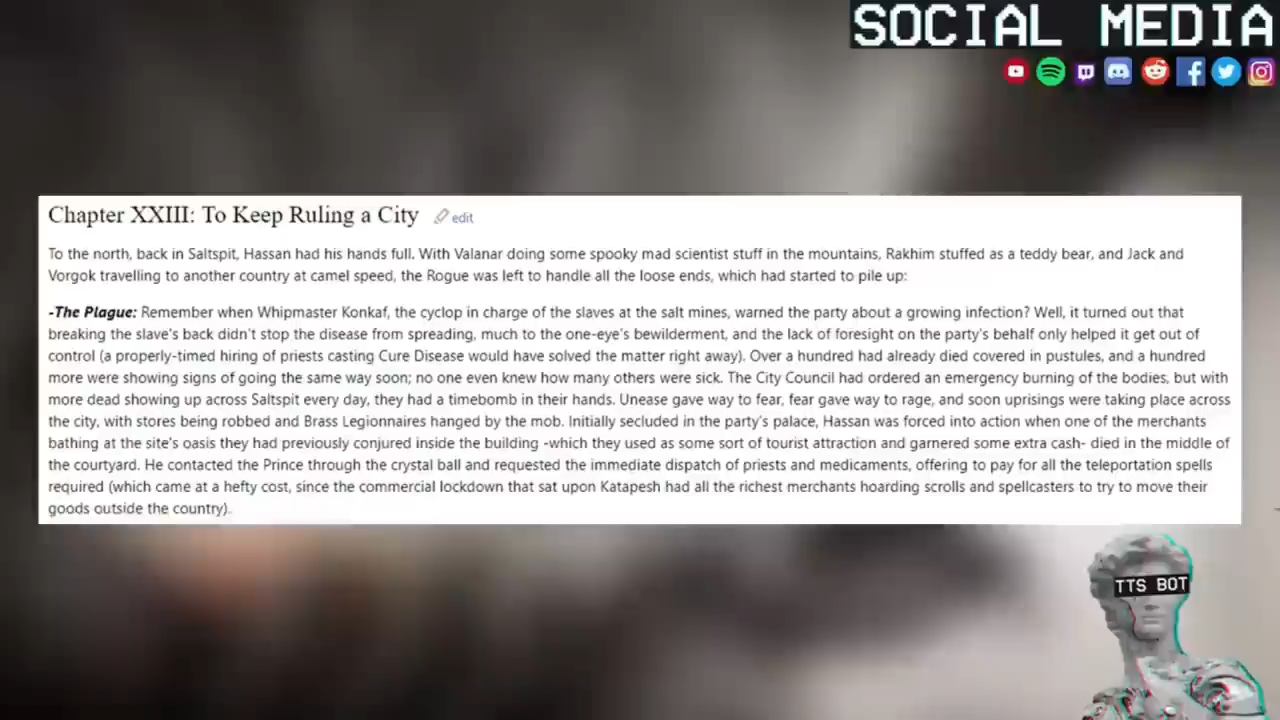 SOCIAL MEDIA
Chapter XXIII: To Keep Ruling a City edit
To the north, back in Saltspit, Hassan had his hands full. With Valanar doing some spooky mad scientist stuff in the mountains, Rakhim stuffed as a teddy bear, and Jack and
Vorgok travelling to another country at camel speed, the Rogue was left to handle all the loose ends, which had started to pile up:
-The Plague: Remember when Whipmaster Konkaf, the cyclop in charge of the slaves at the salt mines, warned the party about a growing infection? Well, it turned out that
breaking the slave's back didn't stop the disease from spreading, much to the one-eye's bewilderment, and the lack of foresight on the party's behalf only helped it get out of
control (a properly-timed hiring of priests casting Cure Disease would have solved the matter right away). Over a hundred had already died covered in pustules, and a hundred
more were showing signs of going the same way soon; no one even knew how many others were sick. The City Council had ordered an emergency burning of the bodies, but with
more dead showing up across Saltspit every day, they had a timebomb in their hands. Unease gave way to fear, fear gave way to rage, and soon uprisings were taking place across
the city, with stores being robbed and Brass Legionnaires hanged by the mob. Initially secluded in the party's palace, Hassan was forced into action when one of the merchants
bathing at the site's oasis they had previously conjured inside the building -which they used as some sort of tourist attraction and garnered some extra cash- died in the middle of
the courtyard. He contacted the Prince through the crystal ball and requested the immediate dispatch of priests and medicaments, offering to pay for all the teleportation spells
required (which came at a hefty cost, since the commercial lockdown that sat upon Katapesh had all the richest merchants hoarding scrolls and spellcasters to try to move their
goods outside the country).
TTS BOT